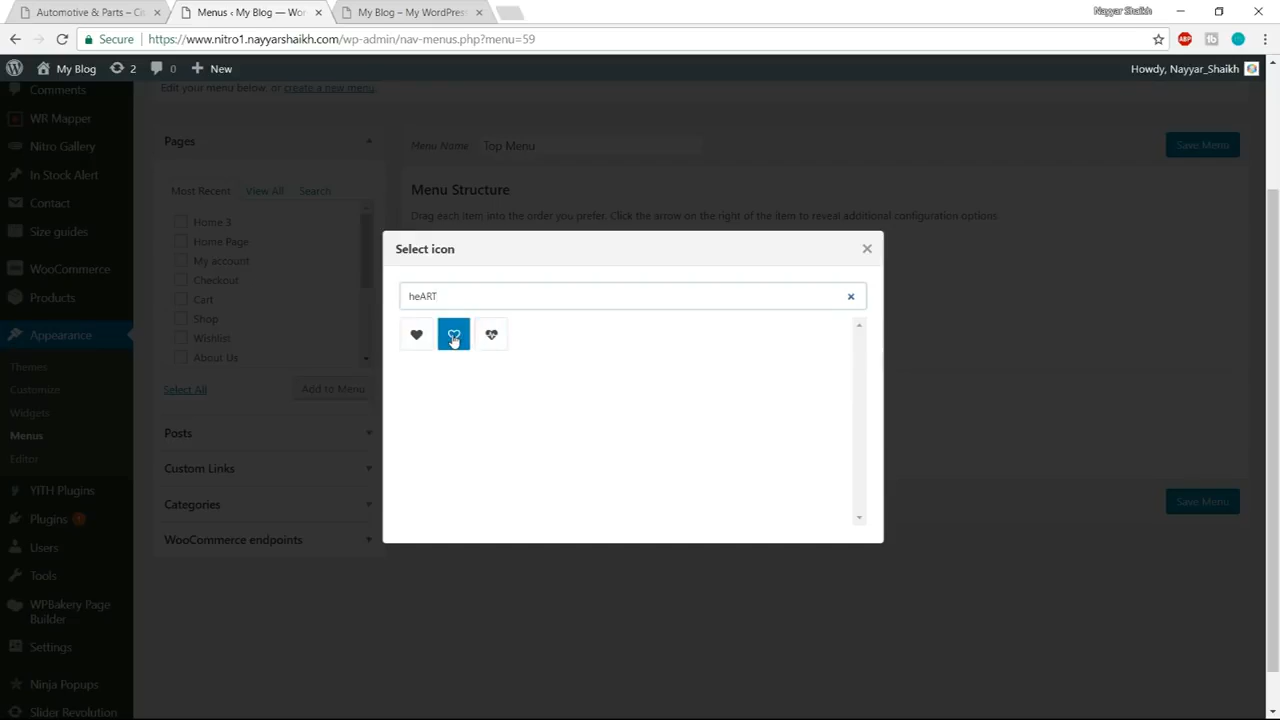 Automotive & Parts – Cit
Menus ‹ My Blog — Wor
My Blog – My WordPres
Nayyar Shaikh
Secure
https://www.nitro1.nayyarshaikh.com/wp-admin/nav-menus.php?menu=59
My Blog
2
0
New
Howdy, Nayyar_Shaikh
Comments
WR Mapper
Nitro Gallery
In Stock Alert
Contact
Size guides
WooCommerce
Products
Appearance
Themes
Customize
Widgets
Menus
Editor
YITH Plugins
Plugins 1
Users
Tools
WPBakery Page
Builder
Settings
Ninja Popups
Slider Revolution
Edit your menu below, or create a new menu.
Pages
Most Recent
View All
Search
Home 3
Home Page
My account
Checkout
Cart
Shop
Wishlist
About Us
Select All
Add to Menu
Posts
Custom Links
Categories
WooCommerce endpoints
Menu Name
Top Menu
Save Menu
Menu Structure
Drag each item into the order you prefer. Click the arrow on the right of the item to reveal additional configuration options.
Select icon
heART
Save Menu